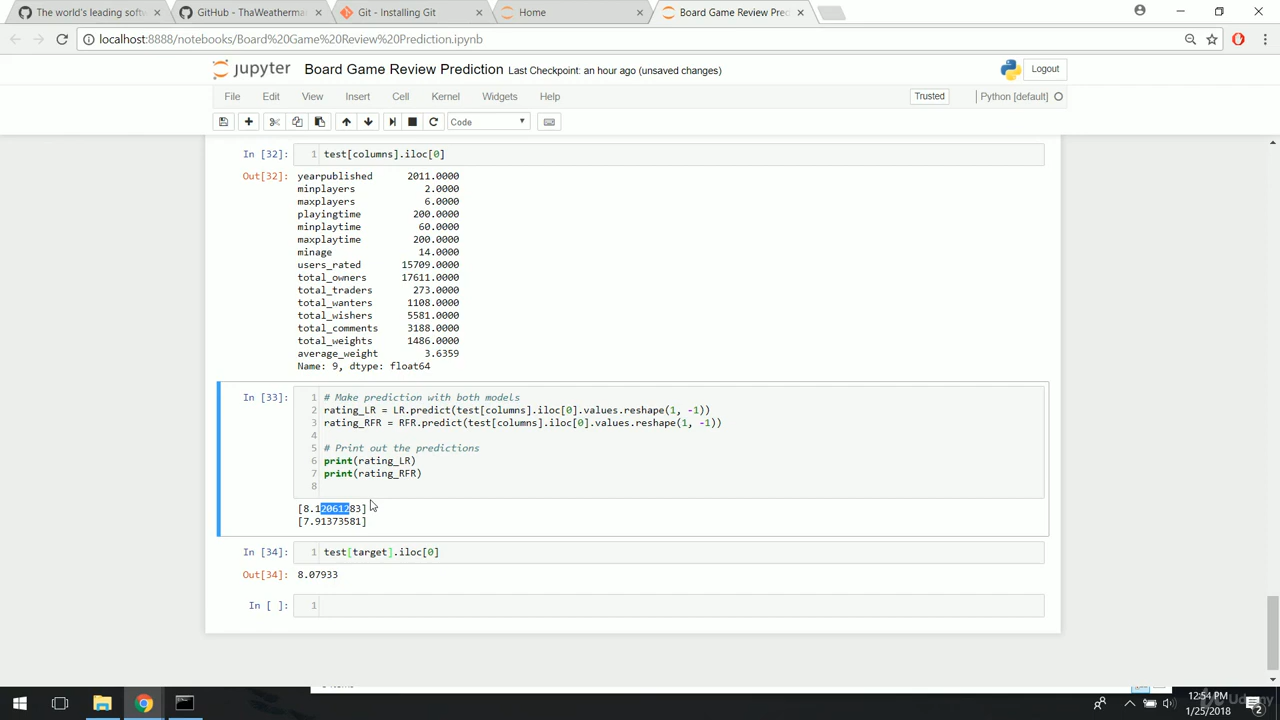 The world's leading soft
GitHub - ThaWeatherma
Git - Installing Git
Home
Board Game Review Pred
localhost:8888/notebooks/Board%20Game%20Review%20Prediction.ipynb
jupyter Board Game Review Prediction Last Checkpoint: an hour ago (unsaved changes)
Logout
File Edit View Insert Cell Kernel Widgets Help
Trusted
Python [default]
Code
In [32]: 1 test[columns].iloc[0]
Out[32]: yearpublished 2011.0000
minplayers 2.0000
maxplayers 6.0000
playingtime 200.0000
minplaytime 60.0000
maxplaytime 200.0000
minage 14.0000
users_rated 15709.0000
total_owners 17611.0000
total_traders 273.0000
total_wanters 1108.0000
total_wishers 5581.0000
total_comments 3188.0000
total_weights 1486.0000
average_weight 3.6359
Name: 9, dtype: float64
In [33]: 1 # Make prediction with both models
2 rating_LR = LR.predict(test[columns].iloc[0].values.reshape(1, -1))
3 rating_RFR = RFR.predict(test[columns].iloc[0].values.reshape(1, -1))
4
5 # Print out the predictions
6 print(rating_LR)
7 print(rating_RFR)
8
[8.12061283]
[7.91373581]
In [34]: 1 test[target].iloc[0]
Out[34]: 8.07933
In [ ]: 1
12:54 PM
1/25/2018
2
Udemy